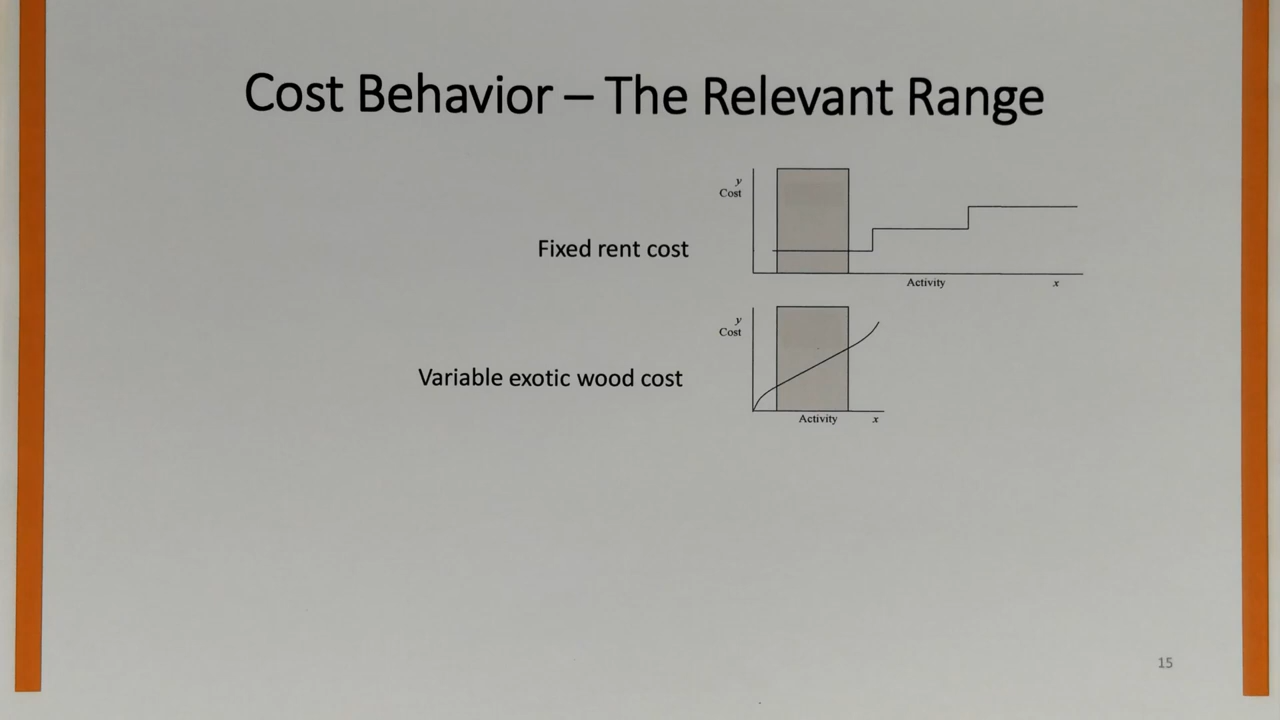 Cost Behavior – The Relevant Range
y
Cost
Fixed rent cost
Activity
x
y
Cost
Variable exotic wood cost
Activity
x
15